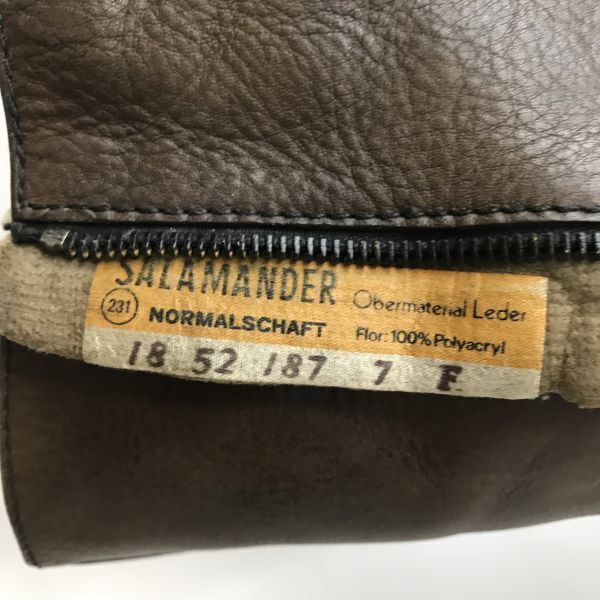 SALAMANDER Obermaterial Leder
231 NORMALSCHAFT Flor: 100% Polyacryl
18 52 187 7 F